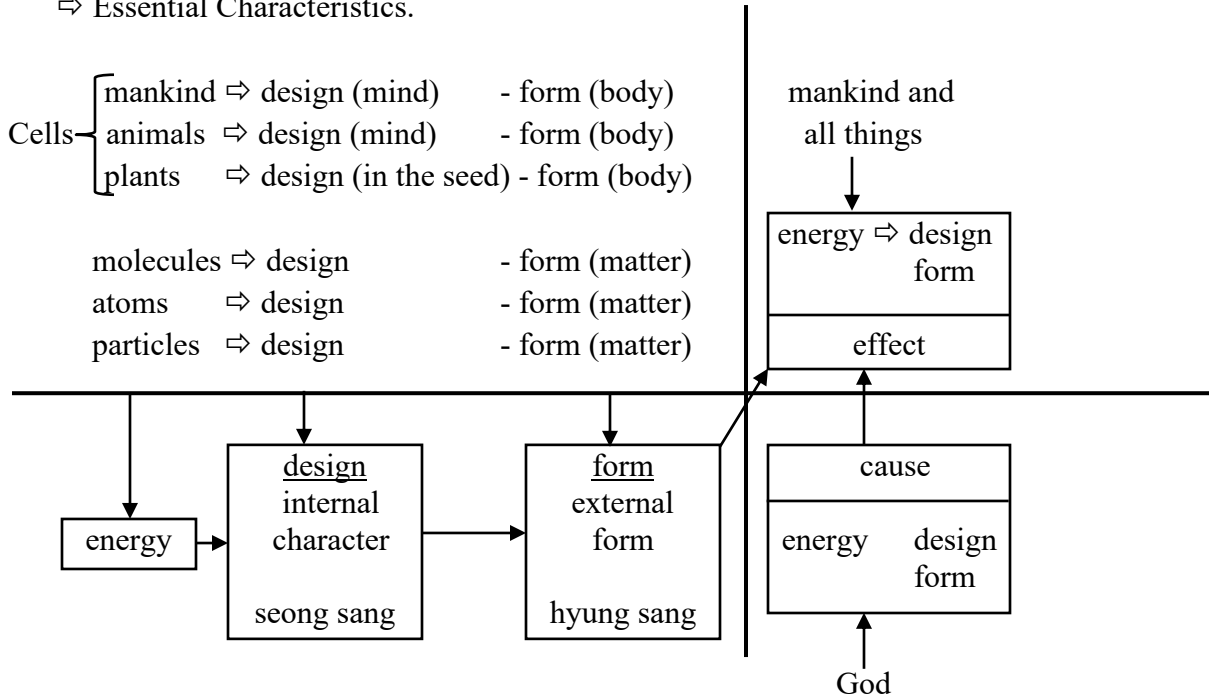 ⇨ Essential Characteristics.
mankind ⇨ design (mind) - form (body)
Cells animals ⇨ design (mind) - form (body)
plants ⇨ design (in the seed) - form (body)
molecules ⇨ design - form (matter)
atoms ⇨ design - form (matter)
particles ⇨ design - form (matter)
mankind and
all things
energy ⇨ design
form
effect
energy
design
internal
character
seong sang
form
external
form
hyung sang
cause
energy design
form
God